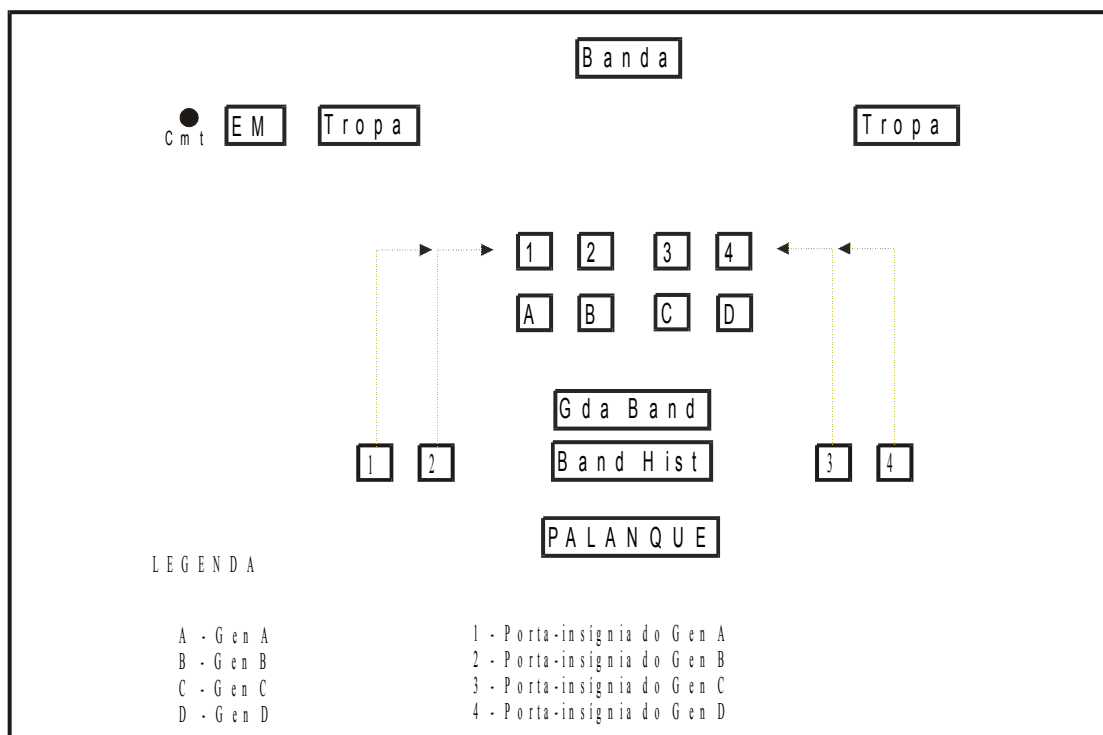 Banda
Cmt EM Tropa Tropa
1 2 3 4
A B C D
Gda Band
1 2 Band Hist 3 4
PALANQUE
LEGENDA
A - Gen A
B - Gen B
C - Gen C
D - Gen D
1 - Porta-insígnia do Gen A
2 - Porta-insígnia do Gen B
3 - Porta-insígnia do Gen C
4 - Porta-insígnia do Gen D